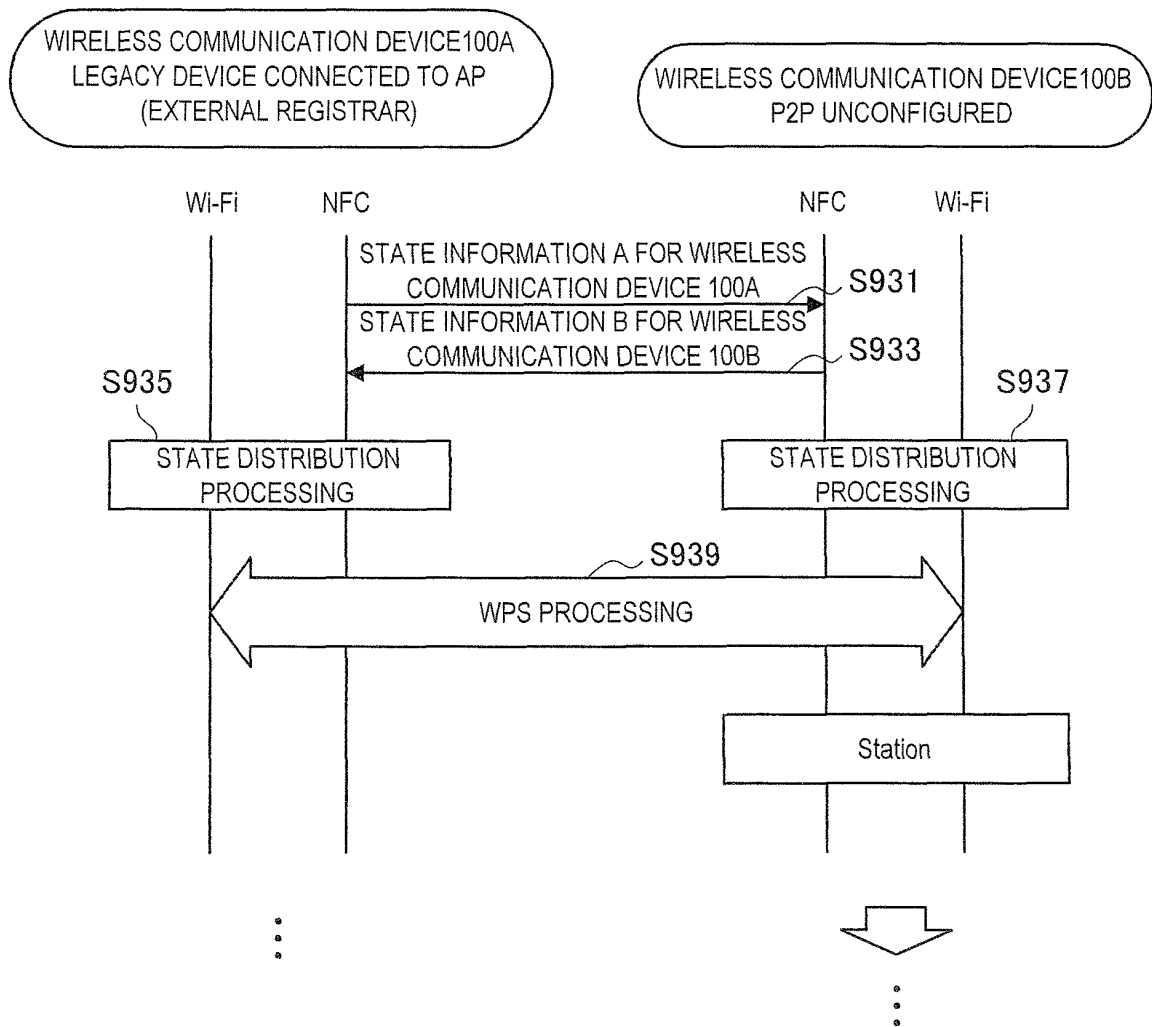 WIRELESS COMMUNICATION DEVICE100A
LEGACY DEVICE CONNECTED TO AP
(EXTERNAL REGISTRAR)
WIRELESS COMMUNICATION DEVICE100B
P2P UNCONFIGURED
Wi-Fi
NFC
NFC
Wi-Fi
STATE INFORMATION A FOR WIRELESS
COMMUNICATION DEVICE 100A
S931
STATE INFORMATION B FOR WIRELESS
COMMUNICATION DEVICE 100B
S933
S935
S937
STATE DISTRIBUTION
PROCESSING
STATE DISTRIBUTION
PROCESSING
S939
WPS PROCESSING
Station